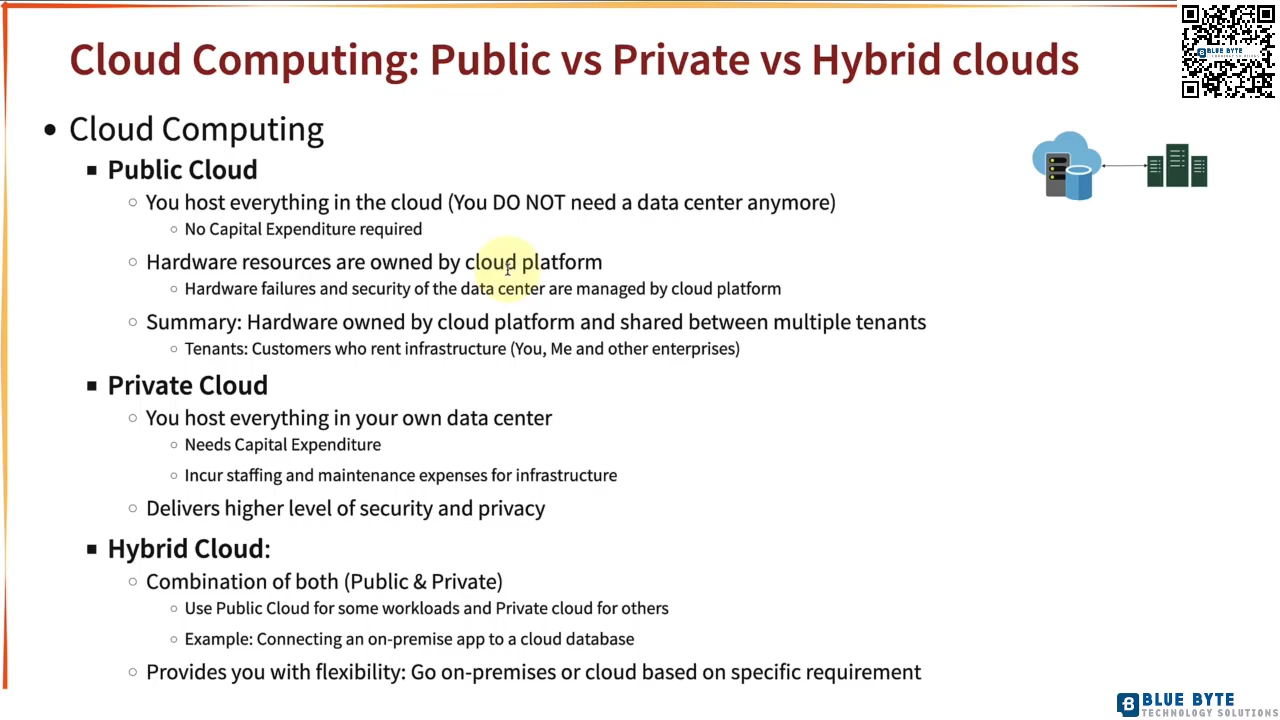 Cloud Computing: Public vs Private vs Hybrid clouds
• Cloud Computing
▪ Public Cloud
○ You host everything in the cloud (You DO NOT need a data center anymore)
○ No Capital Expenditure required
○ Hardware resources are owned by cloud platform
○ Hardware failures and security of the data center are managed by cloud platform
○ Summary: Hardware owned by cloud platform and shared between multiple tenants
○ Tenants: Customers who rent infrastructure (You, Me and other enterprises)
▪ Private Cloud
○ You host everything in your own data center
○ Needs Capital Expenditure
○ Incur staffing and maintenance expenses for infrastructure
○ Delivers higher level of security and privacy
▪ Hybrid Cloud:
○ Combination of both (Public & Private)
○ Use Public Cloud for some workloads and Private cloud for others
○ Example: Connecting an on-premise app to a cloud database
○ Provides you with flexibility: Go on-premises or cloud based on specific requirement
BLUE BYTE
BLUE BYTE
TECHNOLOGY SOLUTIONS